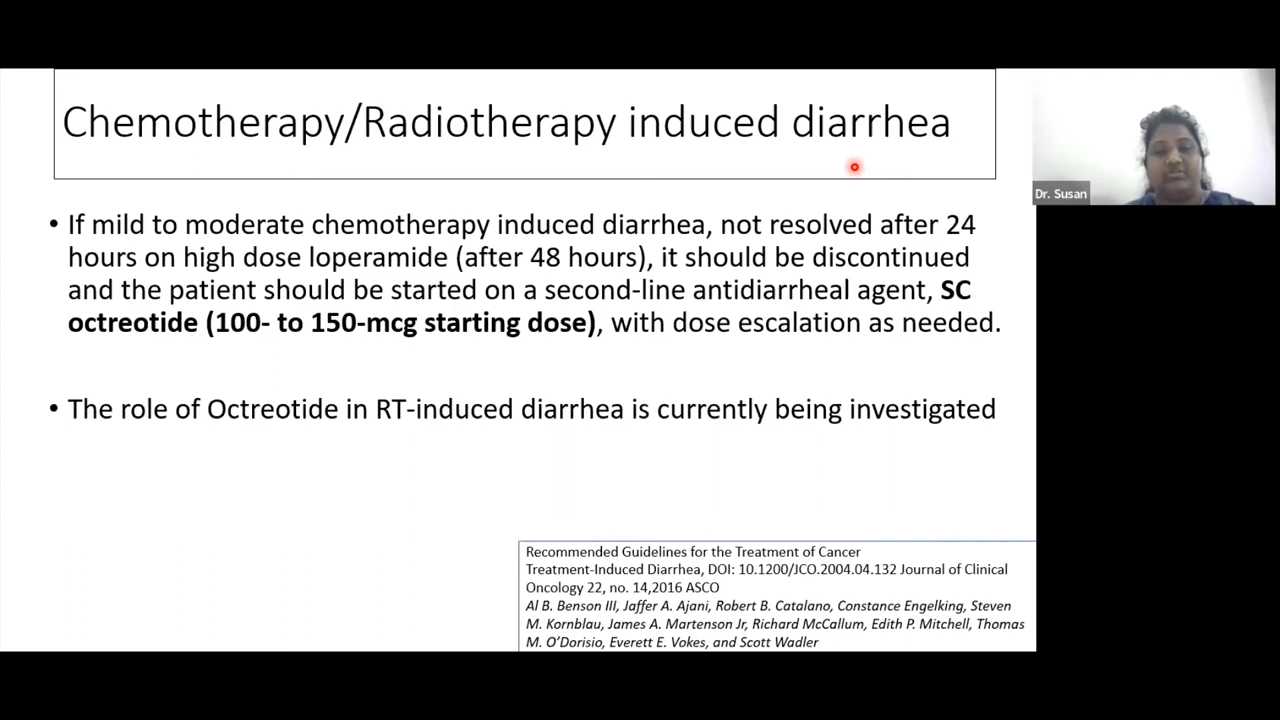 Chemotherapy/Radiotherapy induced diarrhea
Dr. Susan
• If mild to moderate chemotherapy induced diarrhea, not resolved after 24
hours on high dose loperamide (after 48 hours), it should be discontinued
and the patient should be started on a second-line antidiarrheal agent, SC
octreotide (100- to 150-mcg starting dose), with dose escalation as needed.
• The role of Octreotide in RT-induced diarrhea is currently being investigated
Recommended Guidelines for the Treatment of Cancer
Treatment-Induced Diarrhea, DOI: 10.1200/JCO.2004.04.132 Journal of Clinical
Oncology 22, no. 14,2016 ASCO
Al B. Benson III, Jaffer A. Ajani, Robert B. Catalano, Constance Engelking, Steven
M. Kornblau, James A. Martenson Jr, Richard McCallum, Edith P. Mitchell, Thomas
M. O’Dorisio, Everett E. Vokes, and Scott Wadler